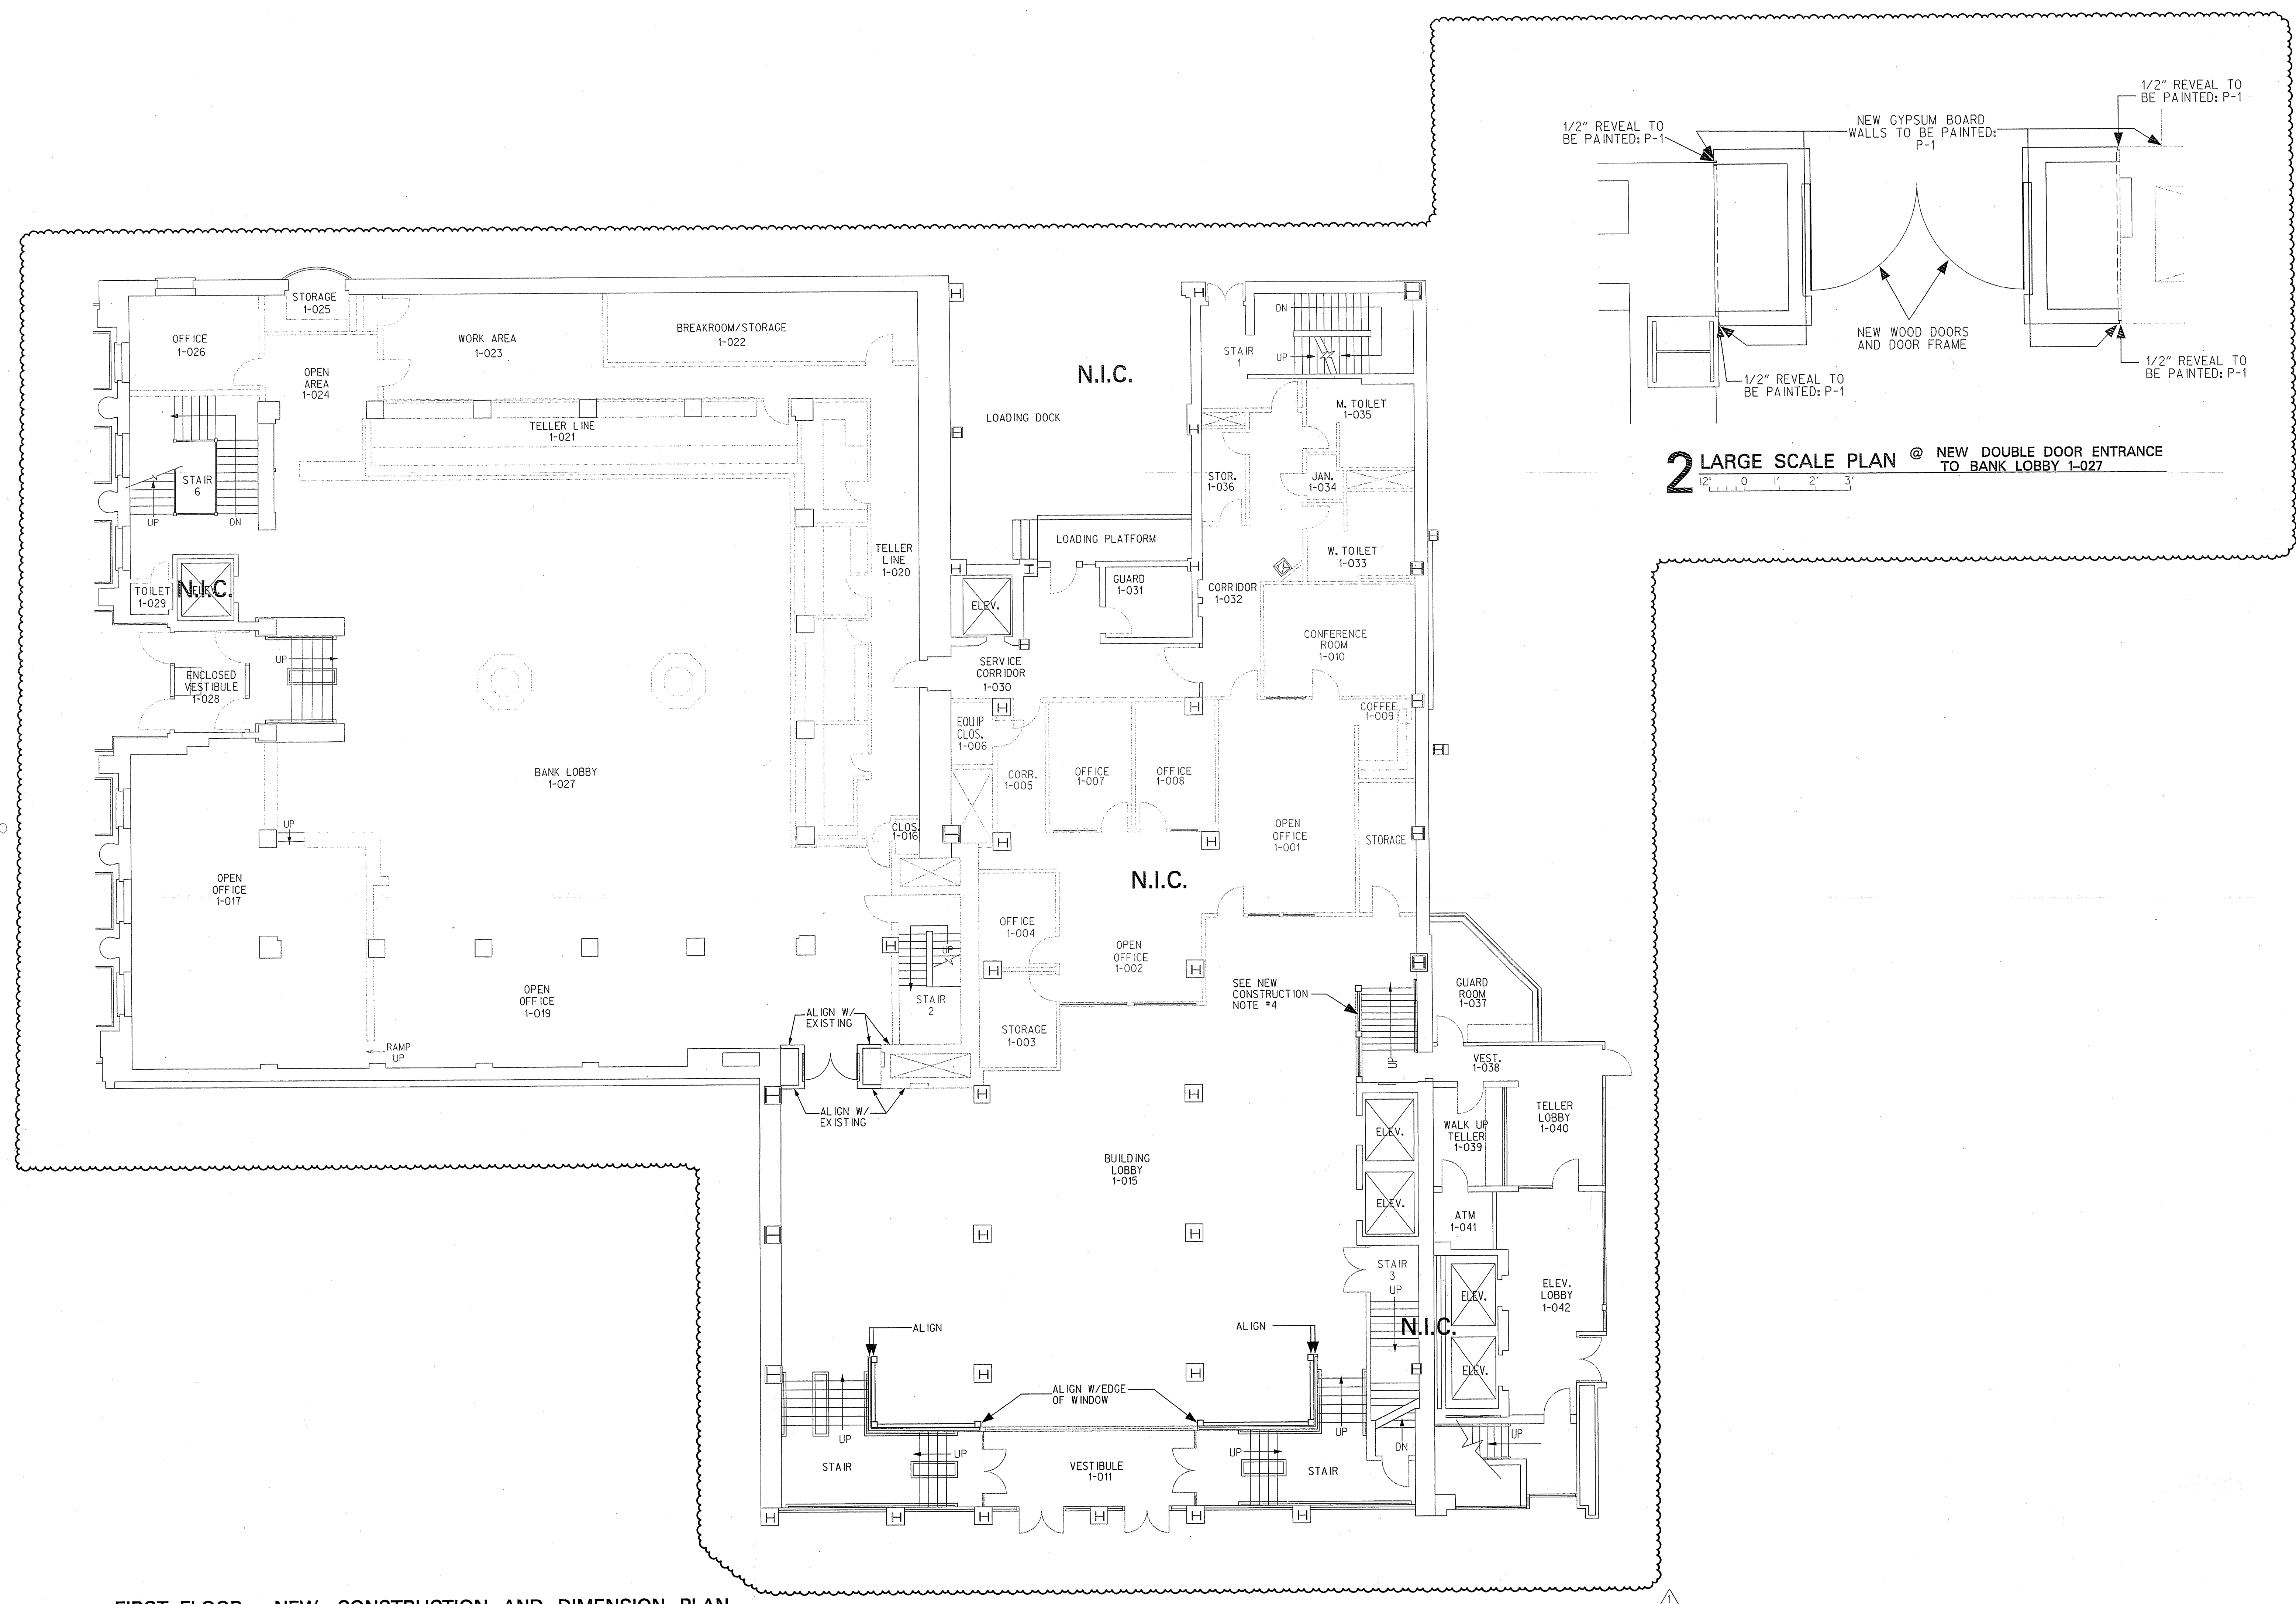 1/2" REVEAL TO
BE PAINTED: P-1
1/2" REVEAL TO
BE PAINTED: P-1
NEW GYPSUM BOARD
WALLS TO BE PAINTED:
P-1
NEW WOOD DOORS
AND DOOR FRAME
1/2" REVEAL TO
BE PAINTED: P-1
1/2" REVEAL TO
BE PAINTED: P-1
2 LARGE SCALE PLAN @ NEW DOUBLE DOOR ENTRANCE
TO BANK LOBBY 1-027
12" 0 1' 2' 3'
STORAGE
1-025
OFFICE
1-026
WORK AREA
1-023
BREAKROOM/STORAGE
1-022
OPEN
AREA
1-024
TELLER LINE
1-021
STAIR
6
UP
DN
TOILET
1-029
ELEV.
N.I.C.
TELLER
LINE
1-020
ENCLOSED
VESTIBULE
1-028
UP
BANK LOBBY
1-027
UP
OPEN
OFFICE
1-017
OPEN
OFFICE
1-019
RAMP
UP
CLOS.
1-016
N.I.C.
LOADING DOCK
LOADING PLATFORM
ELEV.
GUARD
1-031
SERVICE
CORRIDOR
1-030
DN
UP
STAIR
1
M. TOILET
1-035
STOR.
1-036
JAN.
1-034
W. TOILET
1-033
CORRIDOR
1-032
CONFERENCE
ROOM
1-010
COFFEE
1-009
EQUIP
CLOS.
1-006
CORR.
1-005
OFFICE
1-007
OFFICE
1-008
OPEN
OFFICE
1-001
STORAGE
N.I.C.
OFFICE
1-004
OPEN
OFFICE
1-002
UP
STAIR
2
STORAGE
1-003
SEE NEW
CONSTRUCTION
NOTE #4
GUARD
ROOM
1-037
UP
VEST.
1-038
ALIGN W/
EXISTING
ALIGN W/
EXISTING
TELLER
LOBBY
1-040
WALK UP
TELLER
1-039
ELEV.
ELEV.
BUILDING
LOBBY
1-015
ATM
1-041
STAIR
3
UP
ELEV.
LOBBY
1-042
ELEV.
ELEV.
N.I.C.
ALIGN
ALIGN
ALIGN W/EDGE
OF WINDOW
UP
UP
UP
UP
DN
UP
STAIR
VESTIBULE
1-011
STAIR
1
FIRST FLOOR NEW CONSTRUCTION AND DIMENSION PLAN